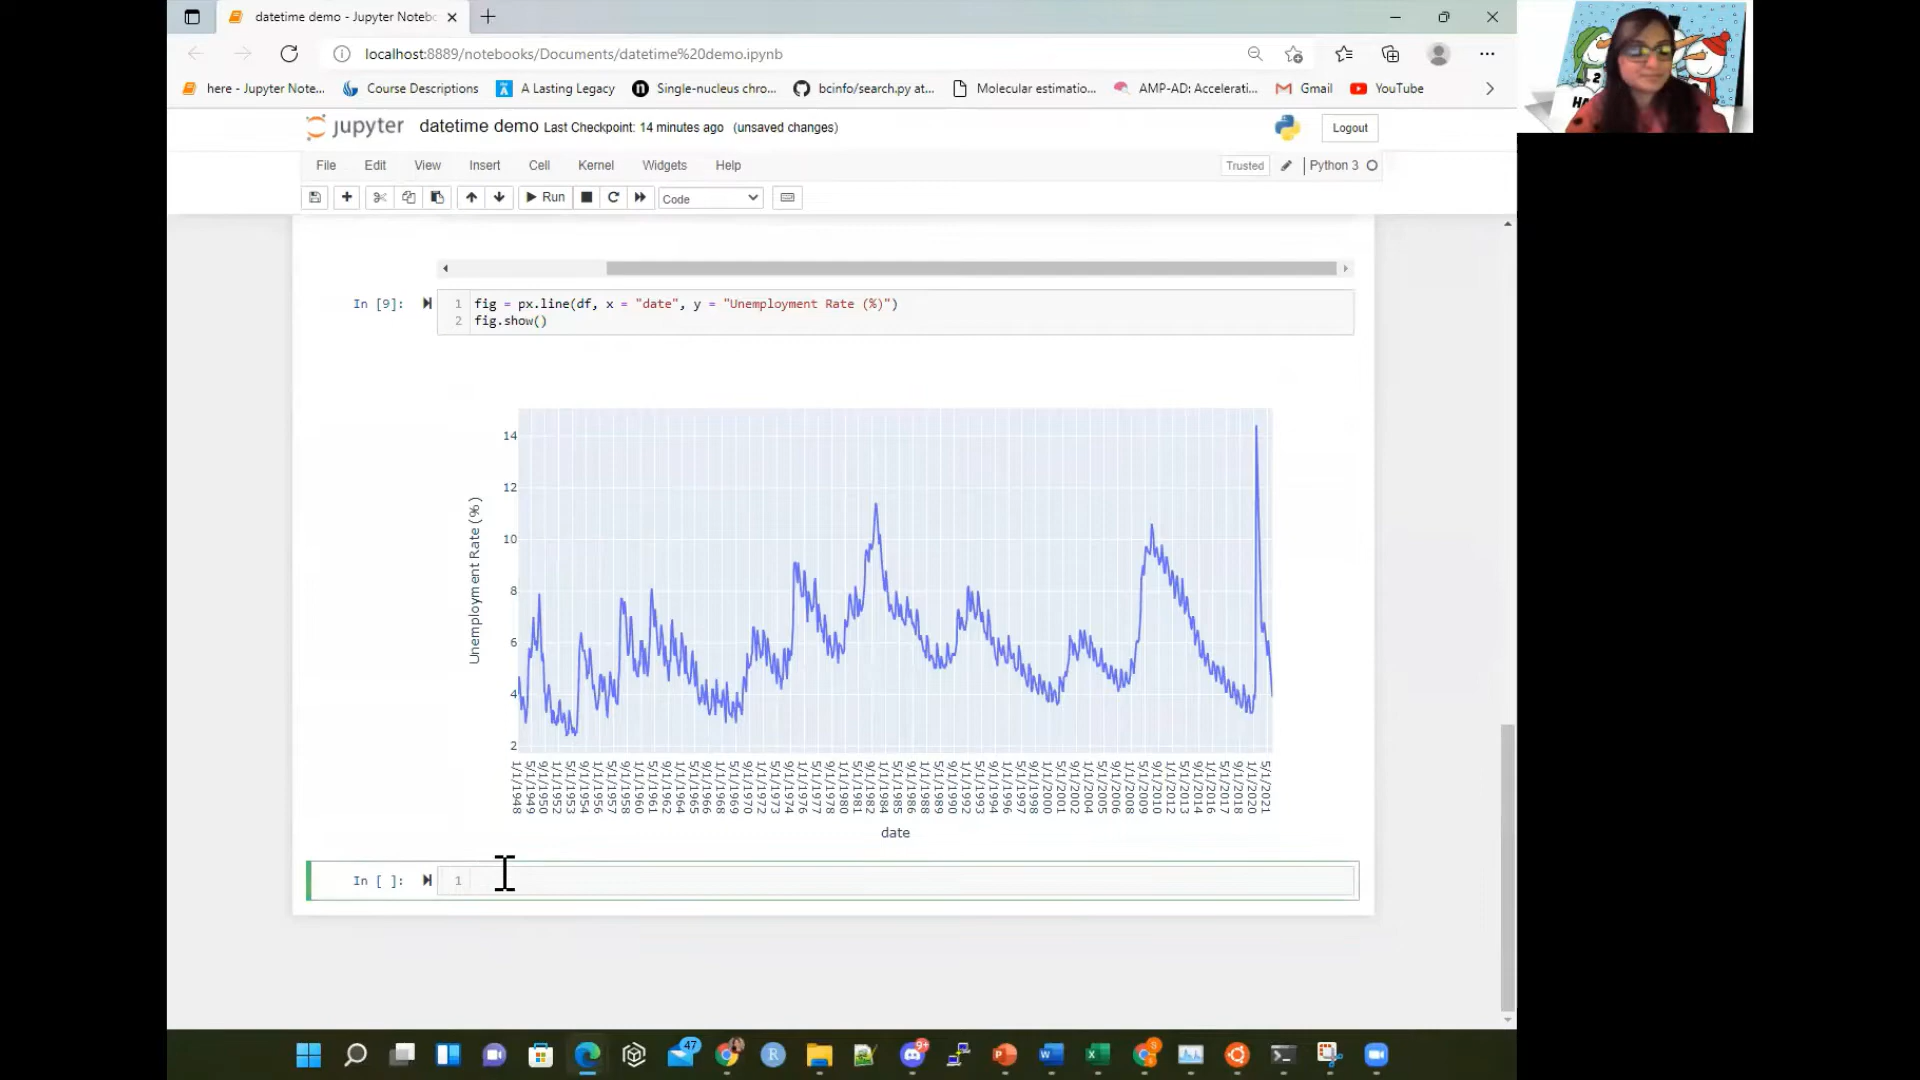 datetime demo - Jupyter Notebo
localhost:8889/notebooks/Documents/datetime%20demo.ipynb
here - Jupyter Note... Course Descriptions A Lasting Legacy Single-nucleus chro... bcinfo/search.py at... Molecular estimatio... AMP-AD: Accelerati... Gmail YouTube
jupyter datetime demo Last Checkpoint: 14 minutes ago (unsaved changes) Logout
File Edit View Insert Cell Kernel Widgets Help Trusted Python 3
Run Code
In [9]: 1 fig = px.line(df, x = "date", y = "Unemployment Rate (%)")
2 fig.show()
14
12
10
8
6
4
2
Unemployment Rate (%)
1/1/1948 5/1/1949 9/1/1950 1/1/1952 5/1/1953 9/1/1954 1/1/1956 5/1/1957 9/1/1958 1/1/1960 5/1/1961 9/1/1962 1/1/1964 5/1/1965 9/1/1966 1/1/1968 5/1/1969 9/1/1970 1/1/1972 5/1/1973 9/1/1974 1/1/1976 5/1/1977 9/1/1978 1/1/1980 5/1/1981 9/1/1982 1/1/1984 5/1/1985 9/1/1986 1/1/1988 5/1/1989 9/1/1990 1/1/1992 5/1/1993 9/1/1994 1/1/1996 5/1/1997 9/1/1998 1/1/2000 5/1/2001 9/1/2002 1/1/2004 5/1/2005 9/1/2006 1/1/2008 5/1/2009 9/1/2010 1/1/2012 5/1/2013 9/1/2014 1/1/2016 5/1/2017 9/1/2018 1/1/2020 5/1/2021
date
In [ ]: 1
47
9+